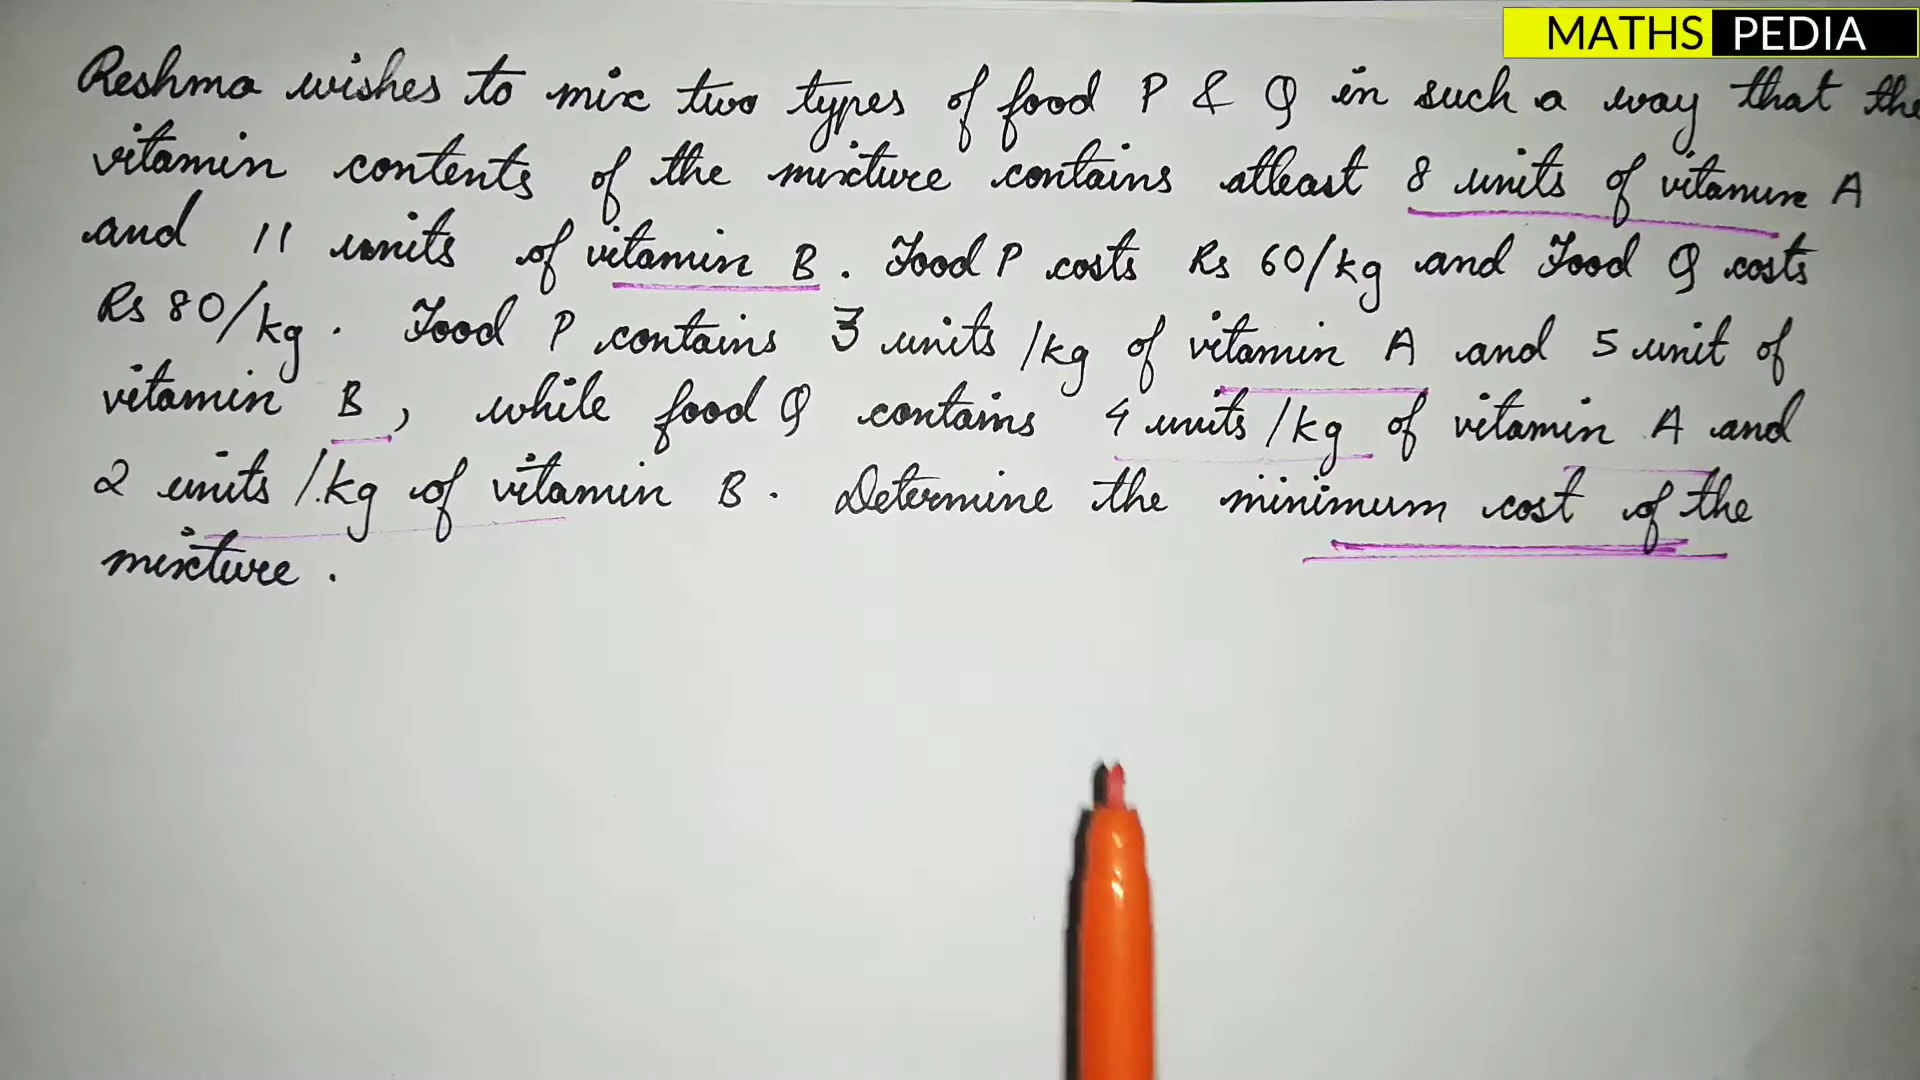 MATHS PEDIA
Reshma wishes to mix two types of food P & Q in such a way that the
vitamin contents of the mixture contains atleast 8 units of vitamin A
and 11 units of vitamin B. Food P costs Rs 60/kg and Food Q costs
Rs 80/kg. Food P contains 3 units /kg of vitamin A and 5 unit of
vitamin B, while food Q contains 4 units /kg of vitamin A and
2 units /.kg of vitamin B. Determine the minimum cost of the
mixture.